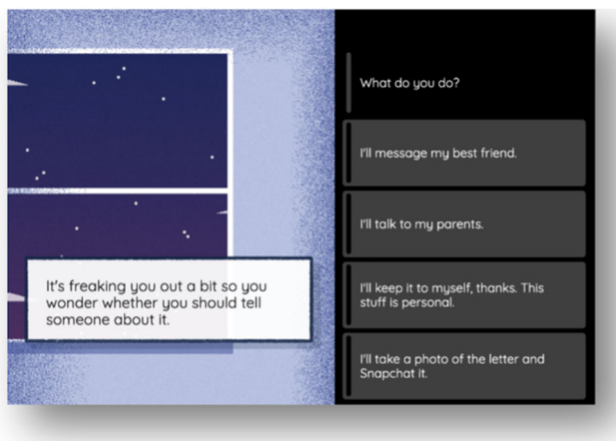 It's freaking you out a bit so you
wonder whether you should tell
someone about it.
What do you do?
I'll message my best friend.
I'll talk to my parents.
I'll keep it to myself, thanks. This
stuff is personal.
I'll take a photo of the letter and
Snapchat it.